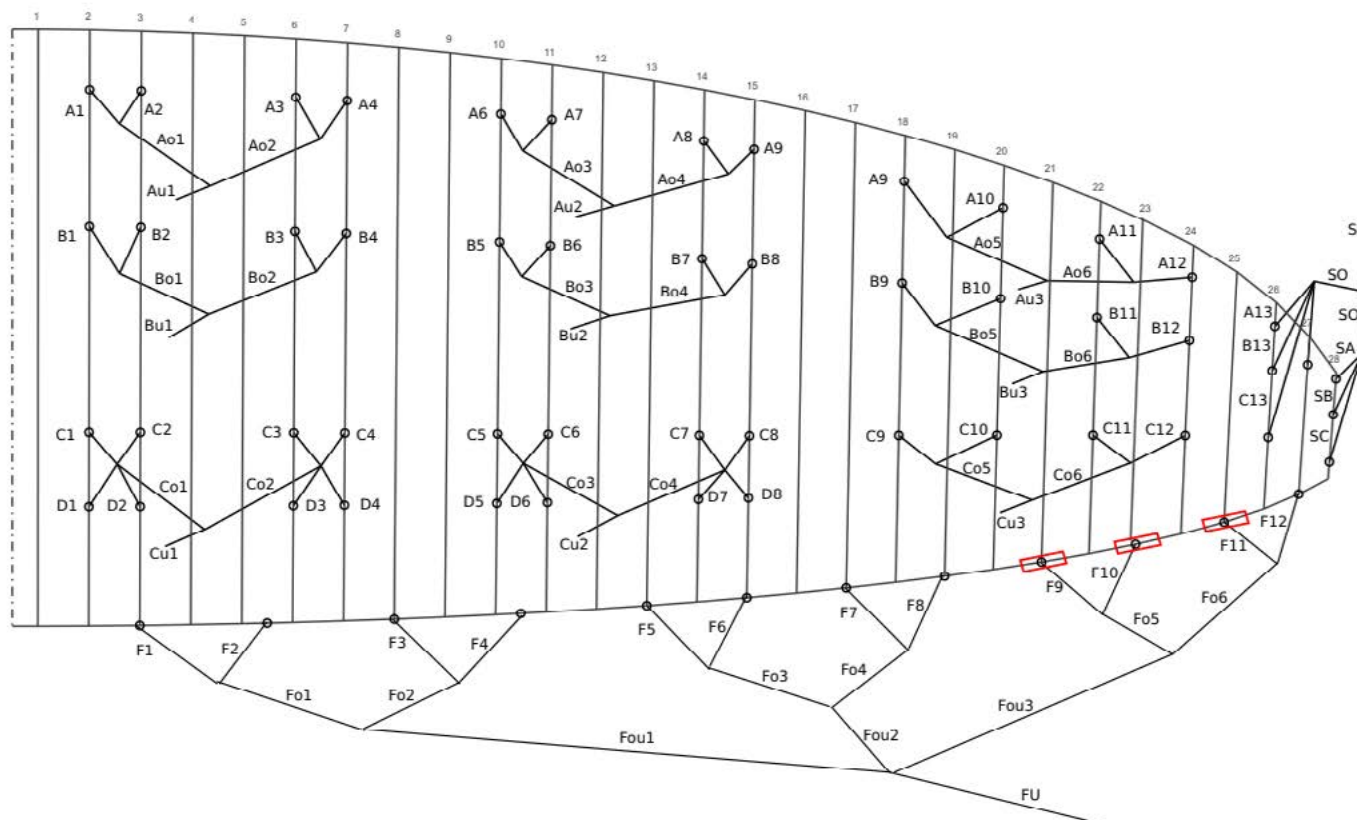 1 2 3 4 5 6 7 8 9 10 11 12 13 14 15 16 17 18 19 20 21 22 23 24 25 26 27 28
A1 A2 A3 A4 A6 A7 A8 A9 A9 A10 A11 A12 A13
Ao1 Ao2 Ao3 Ao4 Ao5 Ao6
Au1 Au2 Au3
B1 B2 B3 B4 B5 B6 B7 B8 B9 B10 B11 B12 B13
Bo1 Bo2 Bo3 Bo4 Bo5 Bo6
Bu1 Bu2 Bu3
C1 C2 C3 C4 C5 C6 C7 C8 C9 C10 C11 C12 C13
Co1 Co2 Co3 Co4 Co5 Co6
D1 D2 D3 D4 D5 D6 D7 D8
Cu1 Cu2 Cu3
S
SO
SO
SA
SB
SC
F1 F2 F3 F4 F5 F6 F7 F8 F9 F10 F11 F12
Fo1 Fo2 Fo3 Fo4 Fo5 Fo6
Fou1 Fou2 Fou3
FU